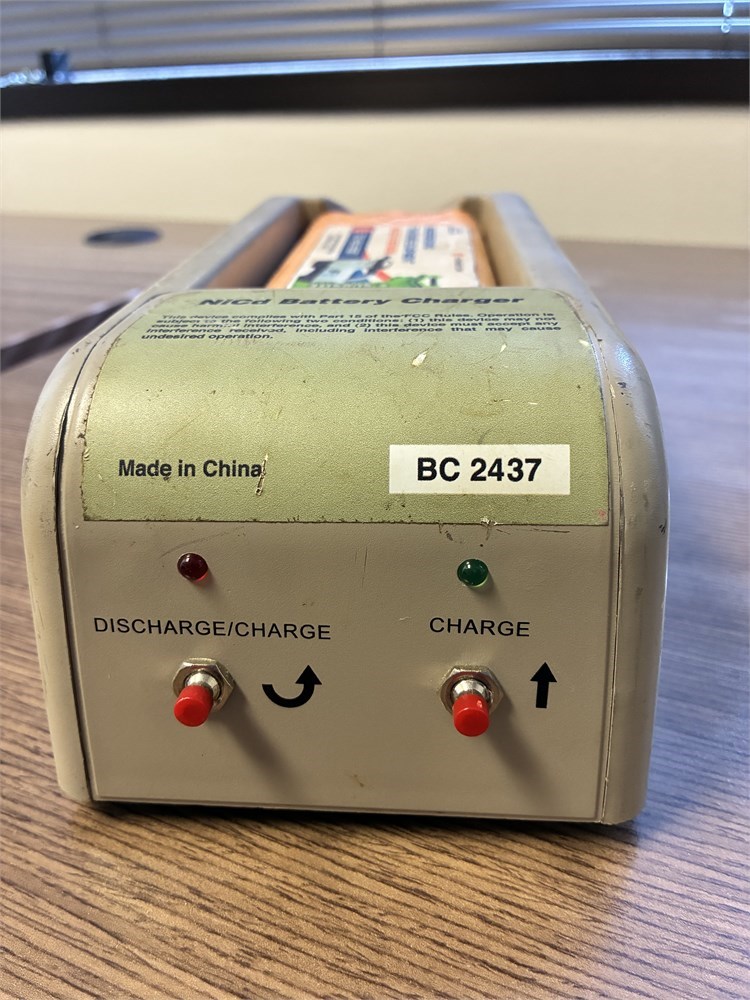 NiCd Battery Charger
This device complies with Part 15 of the FCC Rules. Operation is
subject to the following two conditions: (1) this device may not
cause harmful interference, and (2) this device must accept any
interference received, including interference that may cause
undesired operation.
Made in China
BC 2437
DISCHARGE/CHARGE
CHARGE